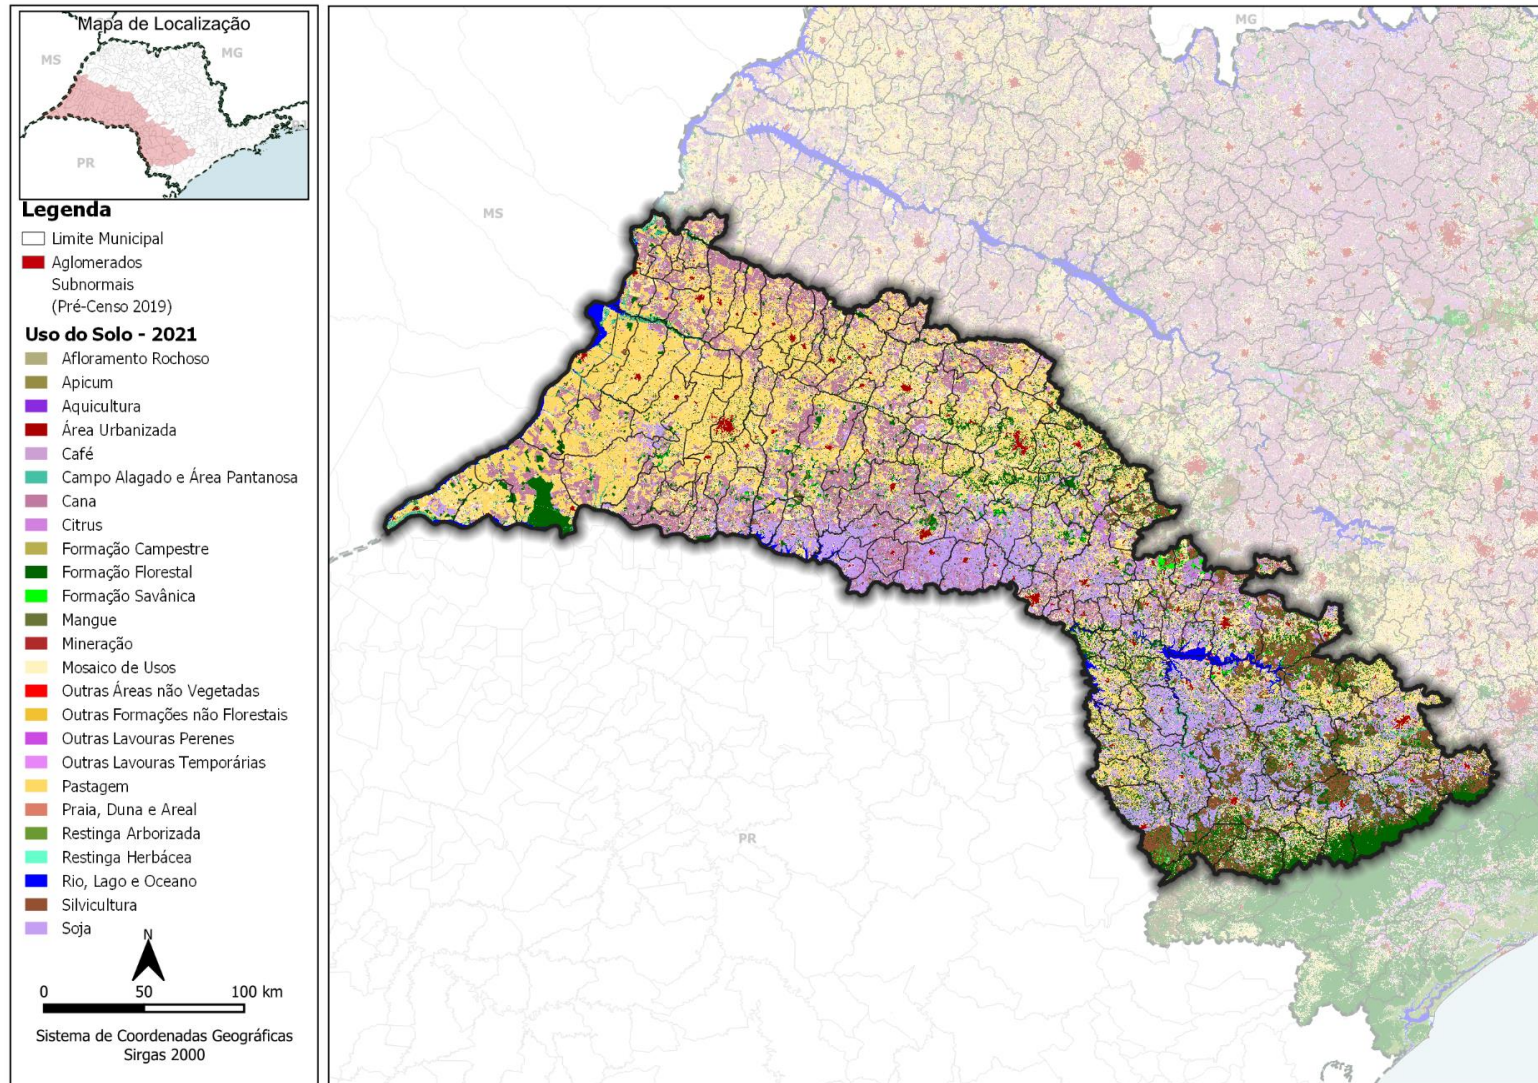 Mapa de Localização
MS
MG
PR
Legenda
Limite Municipal
Aglomerados
Subnormais
(Pré-Censo 2019)
Uso do Solo - 2021
Afloramento Rochoso
Apicum
Aquicultura
Área Urbanizada
Café
Campo Alagado e Área Pantanosa
Cana
Citrus
Formação Campestre
Formação Florestal
Formação Savânica
Mangue
Mineração
Mosaico de Usos
Outras Áreas não Vegetadas
Outras Formações não Florestais
Outras Lavouras Perenes
Outras Lavouras Temporárias
Pastagem
Praia, Duna e Areal
Restinga Arborizada
Restinga Herbácea
Rio, Lago e Oceano
Silvicultura
Soja
N
0 50 100 km
Sistema de Coordenadas Geográficas
Sirgas 2000
MG
MS
PR